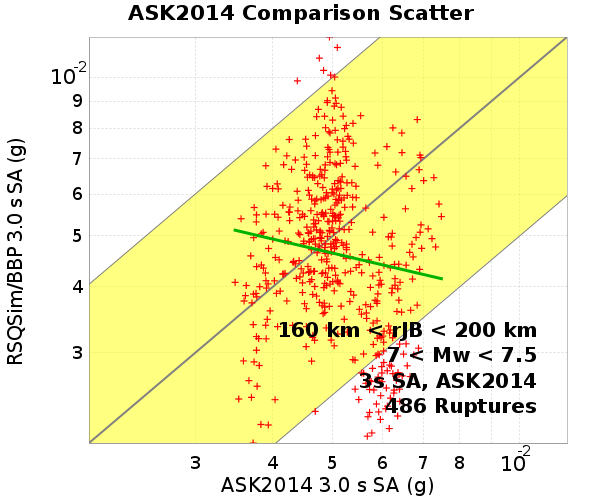 ASK2014 Comparison Scatter
RSQSim/BBP 3.0 s SA (g)
10-2
9
8
7
6
5
4
3
160 km < rJB < 200 km
7 < Mw < 7.5
3s SA, ASK2014
486 Ruptures
3 4 5 6 7 8 10-2
ASK2014 3.0 s SA (g)